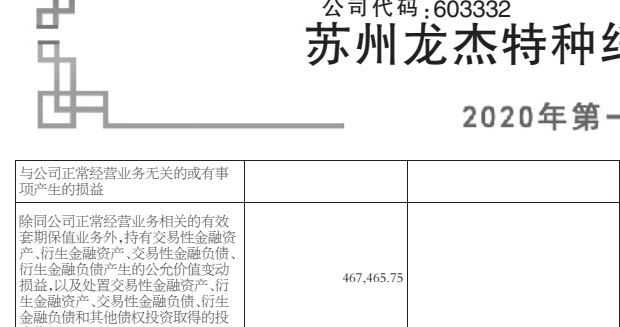 公司代码:603332
苏州龙杰特种纟
2020年第一
与公司正常经营业务无关的或有事
项产生的损益
除同公司正常经营业务相关的有效
套期保值业务外,持有交易性金融资
产、衍生金融资产、交易性金融负债、
衍生金融负债产生的公允价值变动
损益,以及处置交易性金融资产、衍
生金融资产、交易性金融负债、衍生
金融负债和其他债权投资取得的投
467,465.75